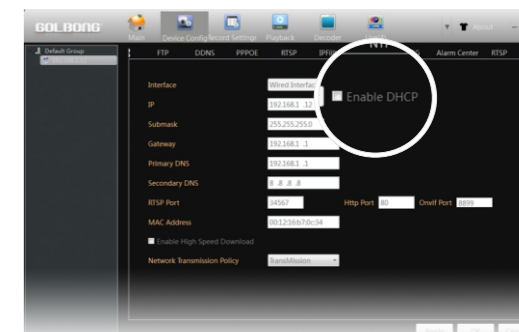 GOLBONG
Main Device Config Record Settings Playback Decoder
Default Group
FTP DDNS PPPOE RTSP Alarm Center RTSP
Enable DHCP
Interface Wired Interfac
IP 192.168.1 .12
Submask 255.255.255.0
Gateway 192.168.1 .1
Primary DNS 192.168.1 .1
Secondary DNS 8 .8 .8 .8
RTSP Port 34567 Http Port 80 Onvif Port 8899
MAC Address 00:12:16:b7:0c:34
Enable High Speed Download
Network Transmission Policy TransMission